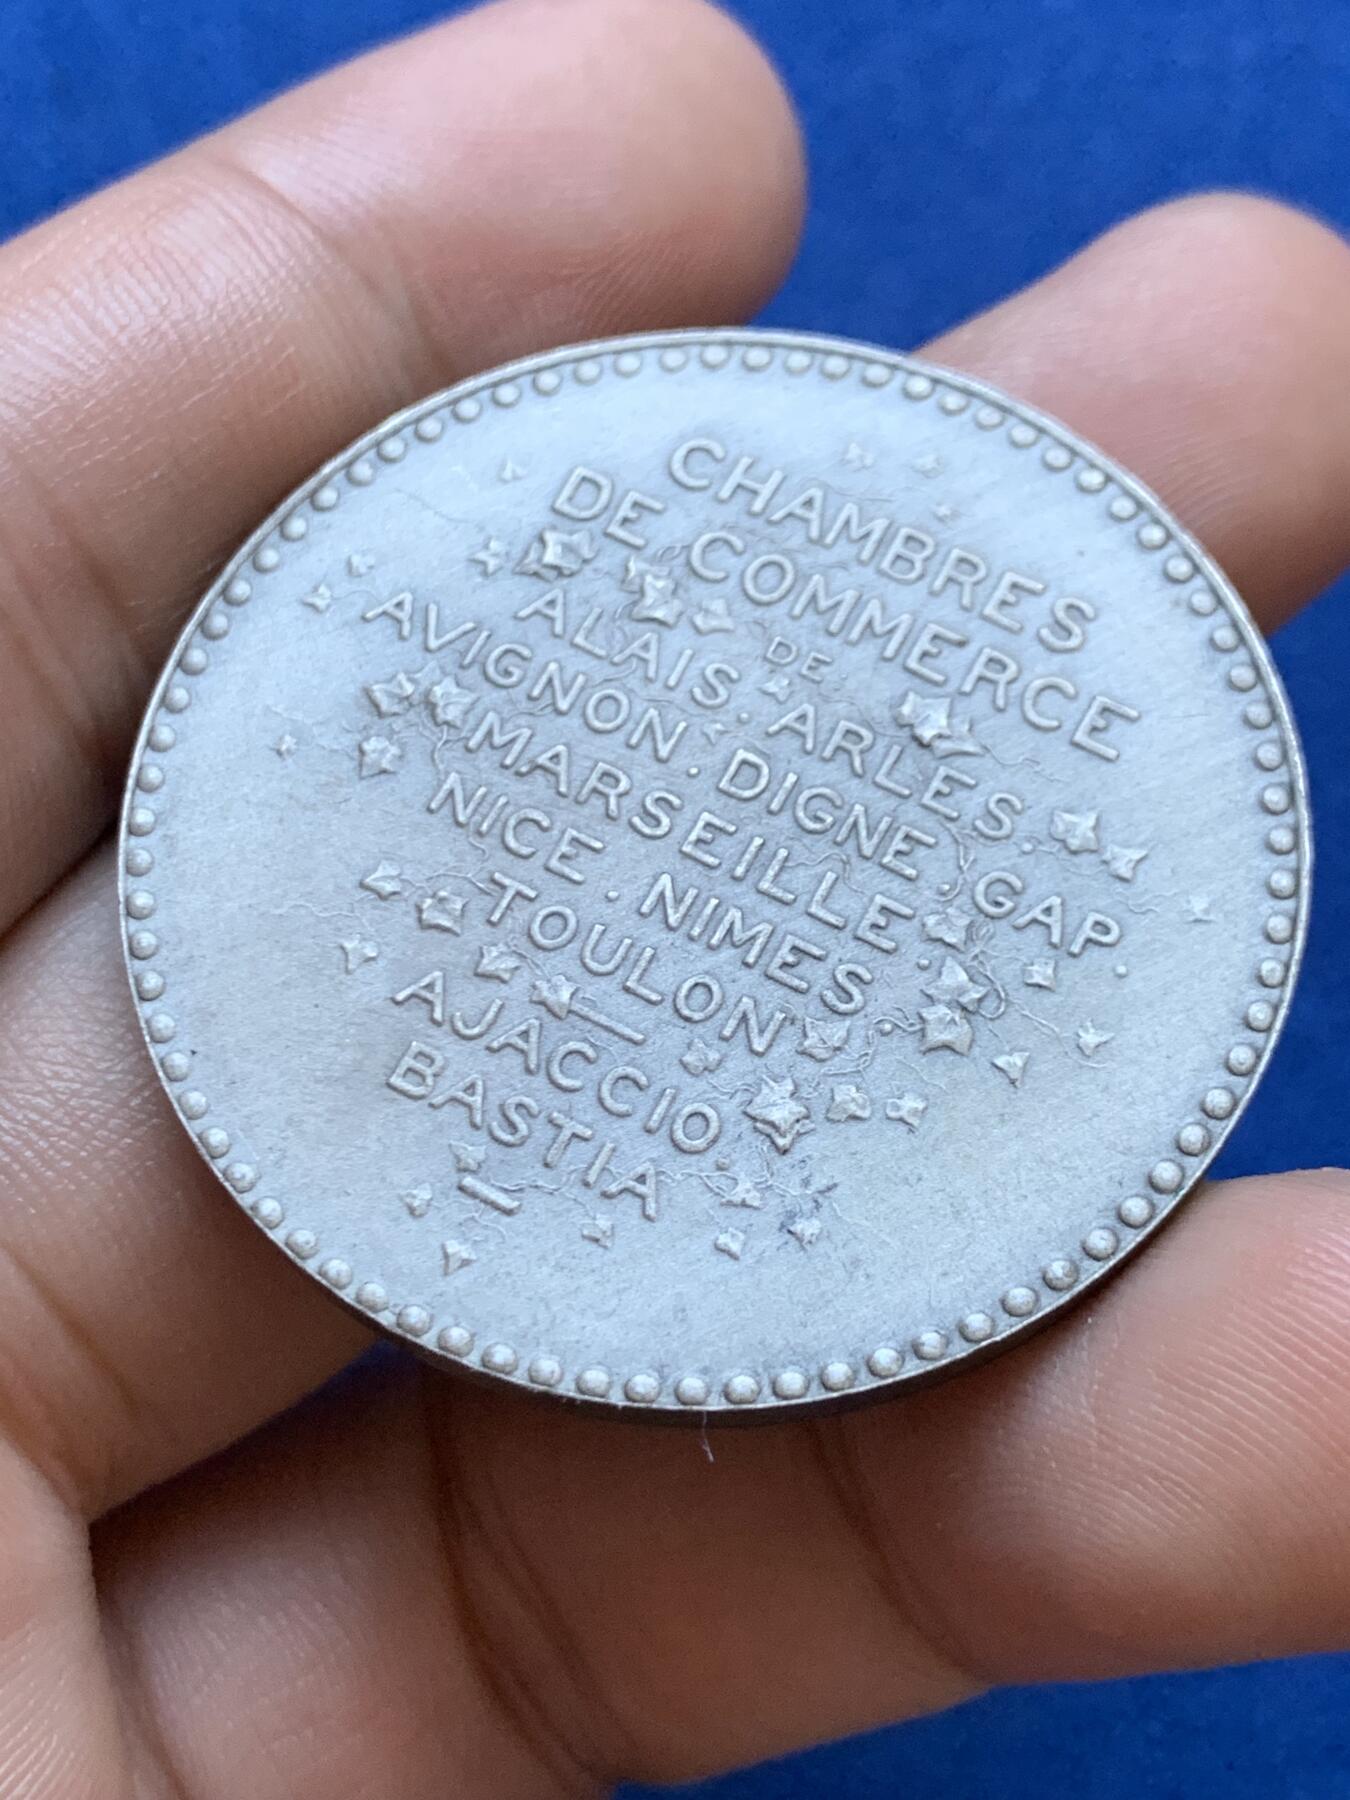 CHAMBRES
DE COMMERCE
DE
ALAIS . ARLES .
AVIGNON . DIGNE . GAP .
MARSEILLE .
NICE . NIMES .
TOULON
AJACCIO .
BASTIA